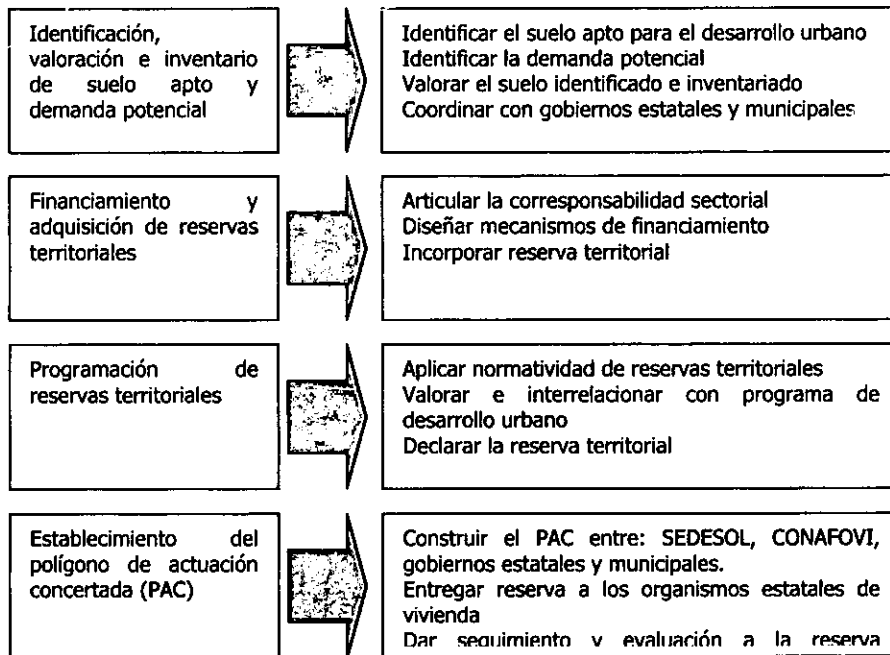 Identificación,
valoración e inventario
de suelo apto y
demanda potencial
Identificar el suelo apto para el desarrollo urbano
Identificar la demanda potencial
Valorar el suelo identificado e inventariado
Coordinar con gobiernos estatales y municipales
Financiamiento y
adquisición de reservas
territoriales
Articular la corresponsabilidad sectorial
Diseñar mecanismos de financiamiento
Incorporar reserva territorial
Programación de
reservas territoriales
Aplicar normatividad de reservas territoriales
Valorar e interrelacionar con programa de
desarrollo urbano
Declarar la reserva territorial
Establecimiento del
polígono de actuación
concertada (PAC)
Construir el PAC entre: SEDESOL, CONAFOVI,
gobiernos estatales y municipales.
Entregar reserva a los organismos estatales de
vivienda
Dar seguimiento y evaluación a la reserva